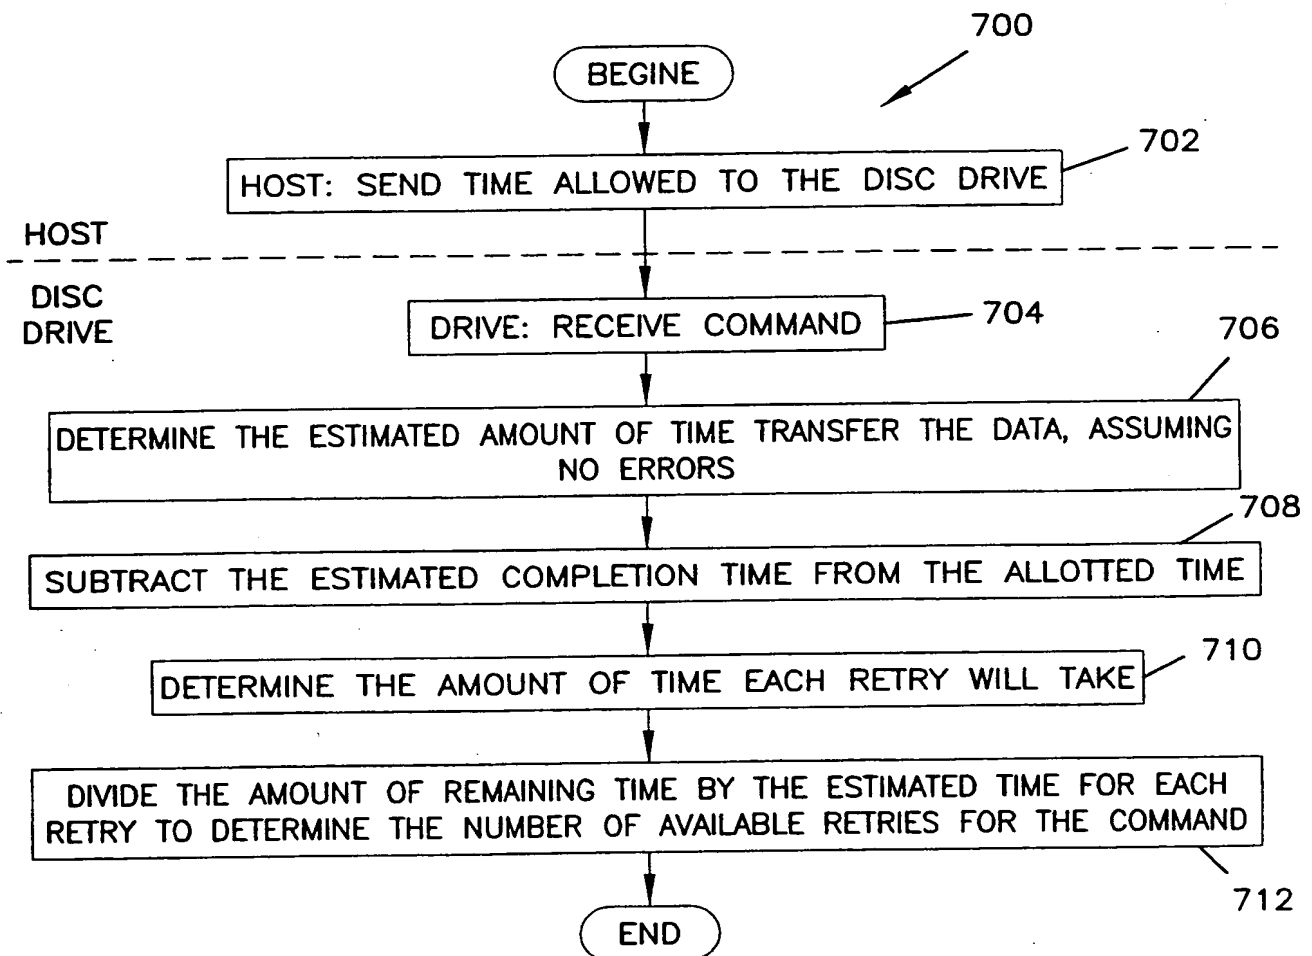 700
BEGINE
702
HOST: SEND TIME ALLOWED TO THE DISC DRIVE
HOST
DISC
DRIVE
DRIVE: RECEIVE COMMAND
704
706
DETERMINE THE ESTIMATED AMOUNT OF TIME TRANSFER THE DATA, ASSUMING
NO ERRORS
708
SUBTRACT THE ESTIMATED COMPLETION TIME FROM THE ALLOTTED TIME
710
DETERMINE THE AMOUNT OF TIME EACH RETRY WILL TAKE
DIVIDE THE AMOUNT OF REMAINING TIME BY THE ESTIMATED TIME FOR EACH
RETRY TO DETERMINE THE NUMBER OF AVAILABLE RETRIES FOR THE COMMAND
712
END